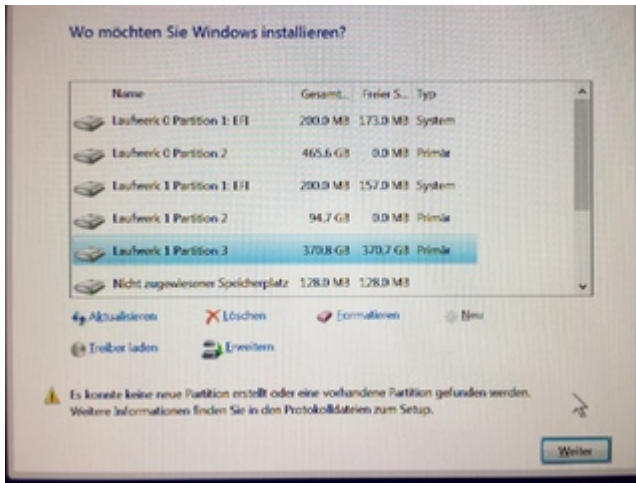 Wo möchten Sie Windows installieren?
Name Gesamt... Freier S... Typ
Laufwerk 0 Partition 1: EFI 200.0 MB 173.0 MB System
Laufwerk 0 Partition 2 465.6 GB 0.0 MB Primär
Laufwerk 1 Partition 1: EFI 200.0 MB 157.0 MB System
Laufwerk 1 Partition 2 94.7 GB 0.0 MB Primär
Laufwerk 1 Partition 3 370.8 GB 370.7 GB Primär
Nicht zugewiesener Speicherplatz 128.0 MB 128.0 MB
Aktualisieren Löschen Formatieren Neu
Treiber laden Erweitern
Es konnte keine neue Partition erstellt oder eine vorhandene Partition gefunden werden.
Weitere Informationen finden Sie in den Protokolldateien zum Setup.
Weiter